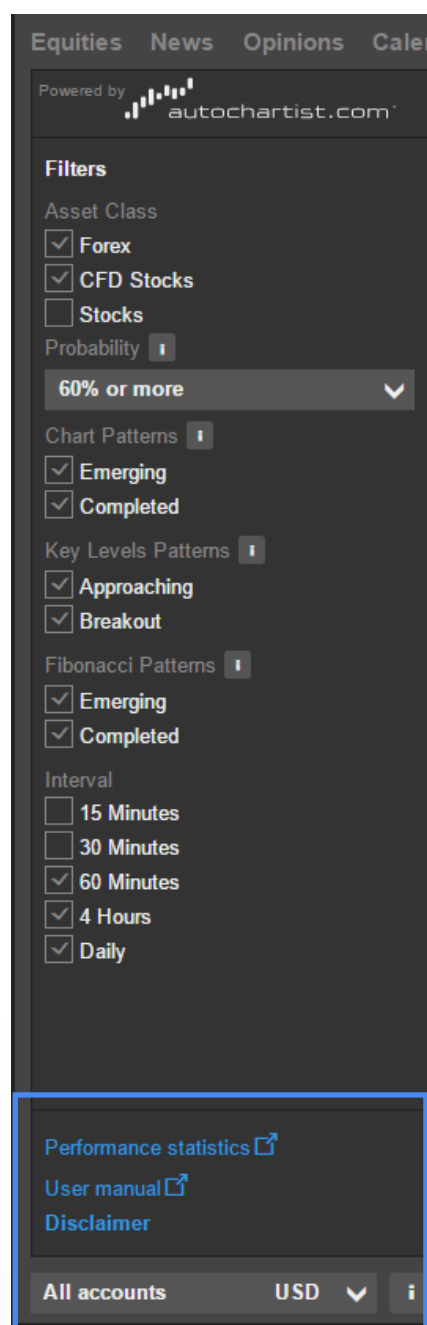 Equities News Opinions Cale
Powered by
autochartist.com
Filters
Asset Class
Forex
CFD Stocks
Stocks
Probability i
60% or more
Chart Patterns i
Emerging
Completed
Key Levels Patterns i
Approaching
Breakout
Fibonacci Patterns i
Emerging
Completed
Interval
15 Minutes
30 Minutes
60 Minutes
4 Hours
Daily
Performance statistics
User manual
Disclaimer
All accounts USD i